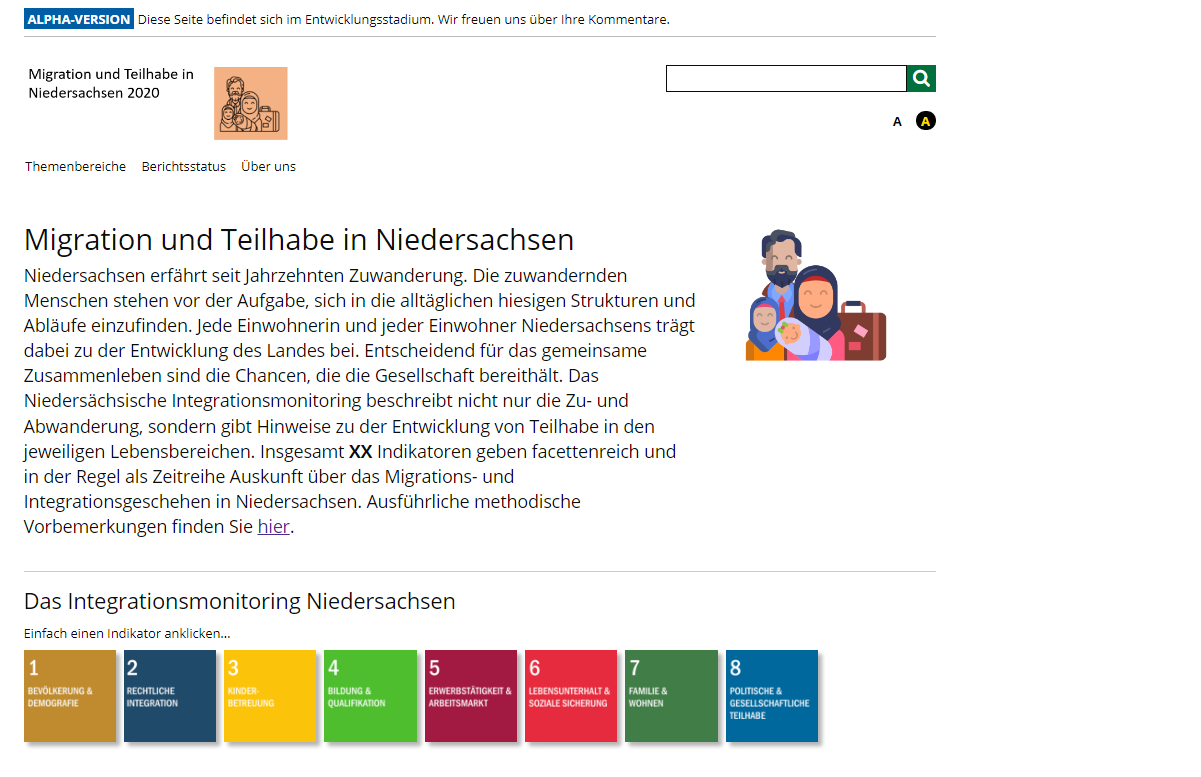 ALPHA-VERSION Diese Seite befindet sich im Entwicklungsstadium. Wir freuen uns über Ihre Kommentare.
Migration und Teilhabe in
Niedersachsen 2020
A A
Themenbereiche Berichtsstatus Über uns
Migration und Teilhabe in Niedersachsen
Niedersachsen erfährt seit Jahrzehnten Zuwanderung. Die zuwandernden
Menschen stehen vor der Aufgabe, sich in die alltäglichen hiesigen Strukturen und
Abläufe einzufinden. Jede Einwohnerin und jeder Einwohner Niedersachsens trägt
dabei zu der Entwicklung des Landes bei. Entscheidend für das gemeinsame
Zusammenleben sind die Chancen, die die Gesellschaft bereithält. Das
Niedersächsische Integrationsmonitoring beschreibt nicht nur die Zu- und
Abwanderung, sondern gibt Hinweise zu der Entwicklung von Teilhabe in den
jeweiligen Lebensbereichen. Insgesamt XX Indikatoren geben facettenreich und
in der Regel als Zeitreihe Auskunft über das Migrations- und
Integrationsgeschehen in Niedersachsen. Ausführliche methodische
Vorbemerkungen finden Sie hier.
Das Integrationsmonitoring Niedersachsen
Einfach einen Indikator anklicken...
1
BEVÖLKERUNG &
DEMOGRAFIE
2
RECHTLICHE
INTEGRATION
3
KINDER-
BETREUUNG
4
BILDUNG &
QUALIFIKATION
5
ERWERBSTÄTIGKEIT &
ARBEITSMARKT
6
LEBENSUNTERHALT &
SOZIALE SICHERUNG
7
FAMILIE &
WOHNEN
8
POLITISCHE &
GESELLSCHAFTLICHE
TEILHABE